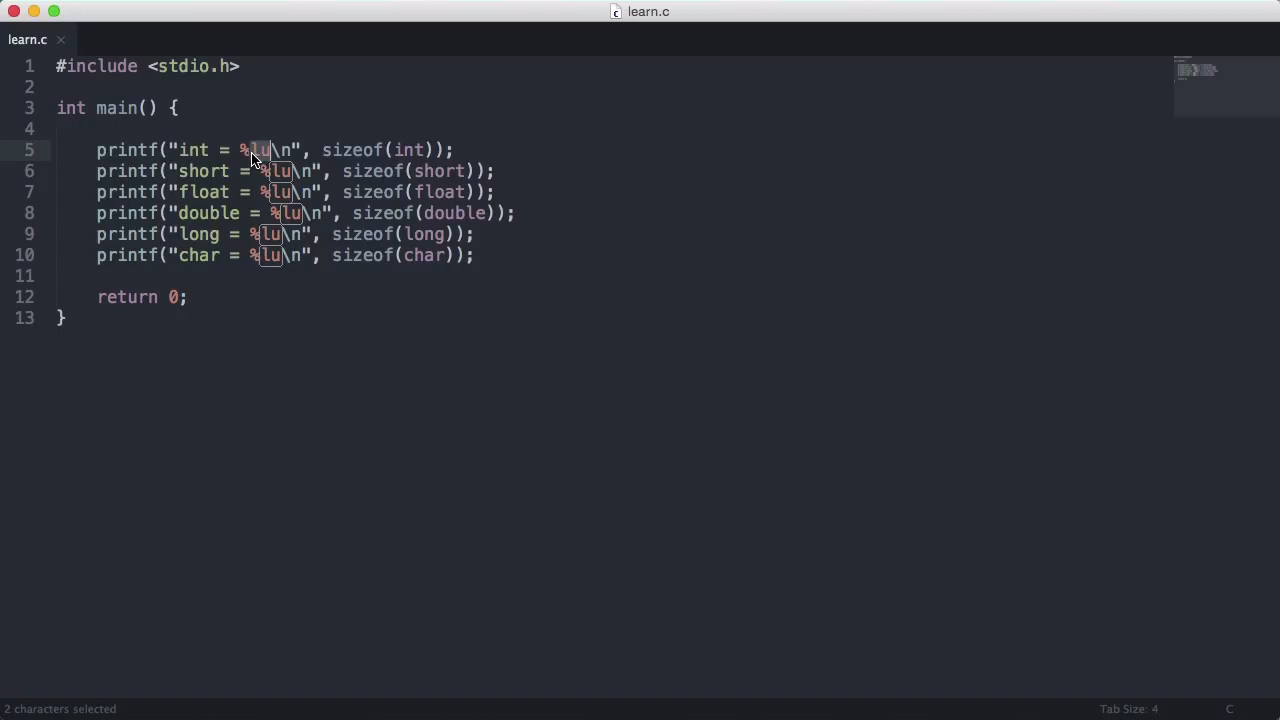 learn.c
learn.c ×
1 #include <stdio.h>
2
3 int main() {
4
5     printf("int = %lu\n", sizeof(int));
6     printf("short = %lu\n", sizeof(short));
7     printf("float = %lu\n", sizeof(float));
8     printf("double = %lu\n", sizeof(double));
9     printf("long = %lu\n", sizeof(long));
10     printf("char = %lu\n", sizeof(char));
11
12     return 0;
13 }
2 characters selected Tab Size: 4 C